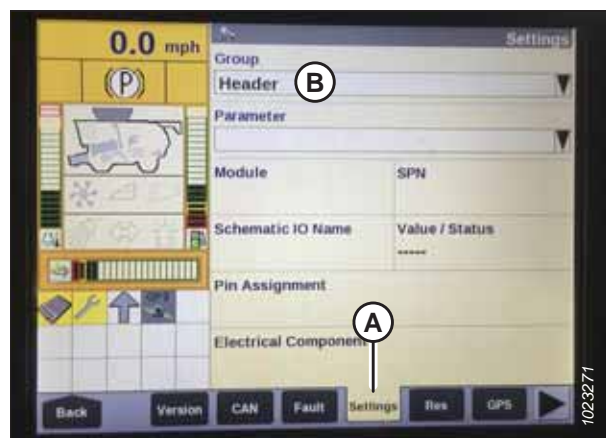 0.0 mph
Settings
Group
(P)
Header
B
Parameter
Module SPN
Schematic IO Name Value / Status
-----
Pin Assignment
A
Electrical Component
Back Version CAN Fault Settings Res GPS
1023271